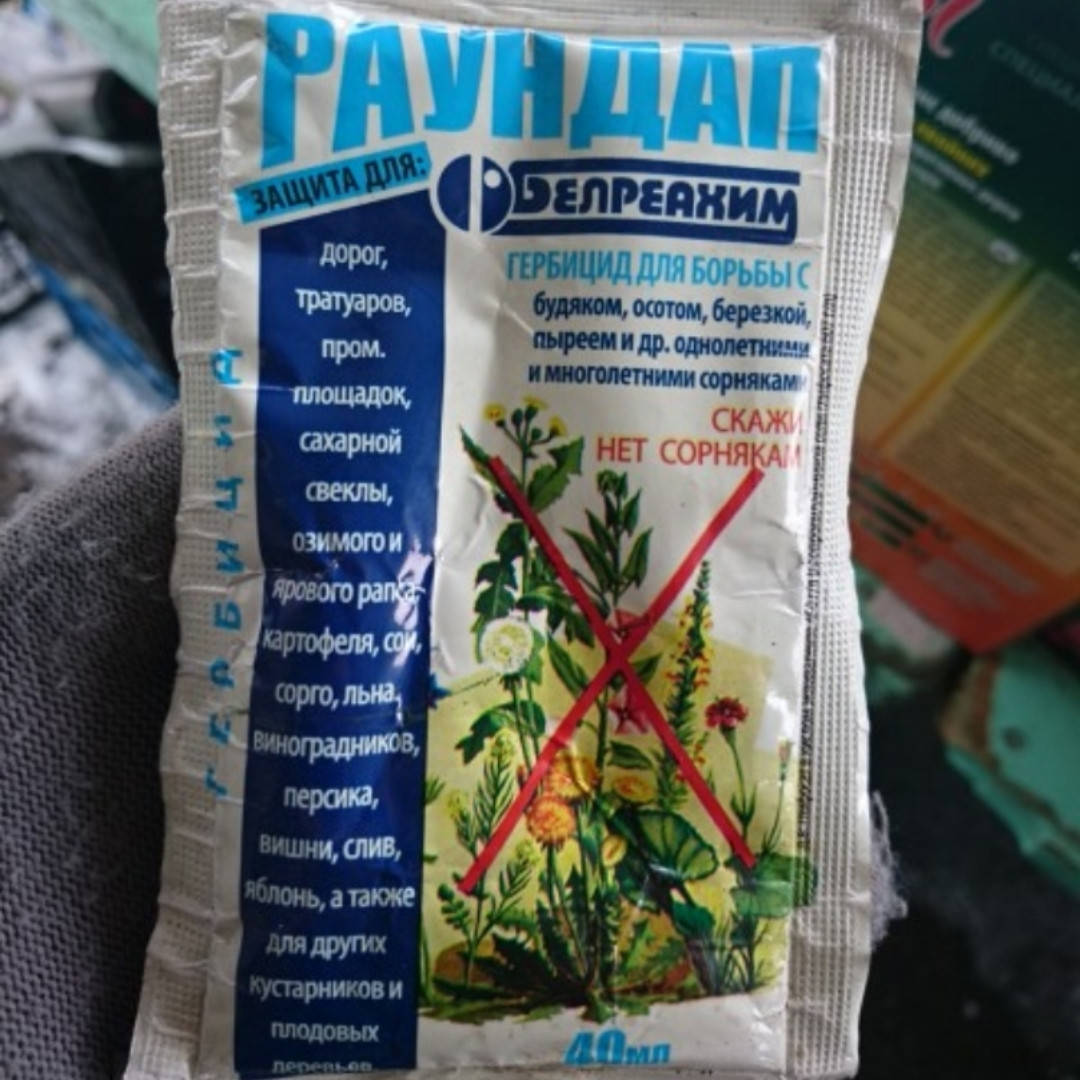 РАУНДАП
ЗАЩИТА ДЛЯ:
БЕЛРЕАХИМ
ГЕРБИЦИД
дорог,
тратуаров,
пром.
площадок,
сахарной
свеклы,
озимого и
ярового рапка-
картофеля, сои,
сорго, льна,
виноградников,
персика,
вишни, слив,
яблонь, а также
для других
кустарников и
плодовых
деревьев
ГЕРБИЦИД ДЛЯ БОРЬБЫ С
будяком, осотом, березкой,
пыреем и др. однолетними
и многолетними сорняками
СКАЖИ
НЕТ СОРНЯКАМ
40мл